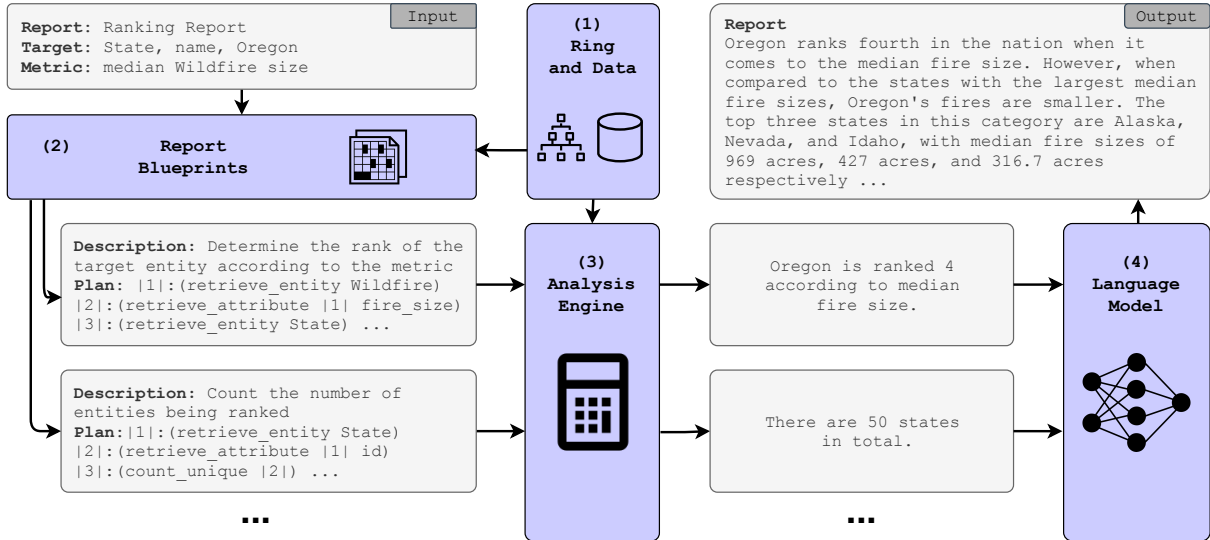 Input
Report: Ranking Report
Target: State, name, Oregon
Metric: median Wildfire size
(1)
Ring
and Data
Output
Report
Oregon ranks fourth in the nation when it
comes to the median fire size. However, when
compared to the states with the largest median
fire sizes, Oregon's fires are smaller. The
top three states in this category are Alaska,
Nevada, and Idaho, with median fire sizes of
969 acres, 427 acres, and 316.7 acres
respectively ...
(2)
Report
Blueprints
Description: Determine the rank of the
target entity according to the metric
Plan: |1|:(retrieve_entity Wildfire)
|2|:(retrieve_attribute |1| fire_size)
|3|:(retrieve_entity State) ...
Description: Count the number of
entities being ranked
Plan:|1|:(retrieve_entity State)
|2|:(retrieve_attribute |1| id)
|3|:(count_unique |2|) ...
...
(3)
Analysis
Engine
Oregon is ranked 4
according to median
fire size.
There are 50 states
in total.
...
(4)
Language
Model